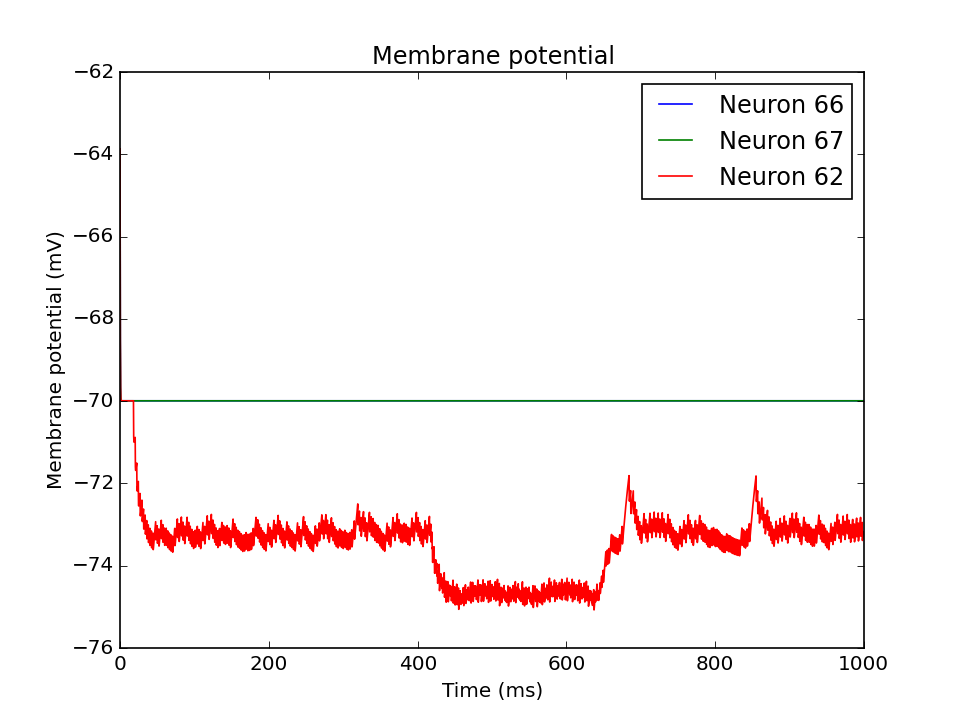 Membrane potential
−62
−64
−66
−68
−70
−72
−74
−76
Membrane potential (mV)
Neuron 66
Neuron 67
Neuron 62
0
200
400
600
800
1000
Time (ms)